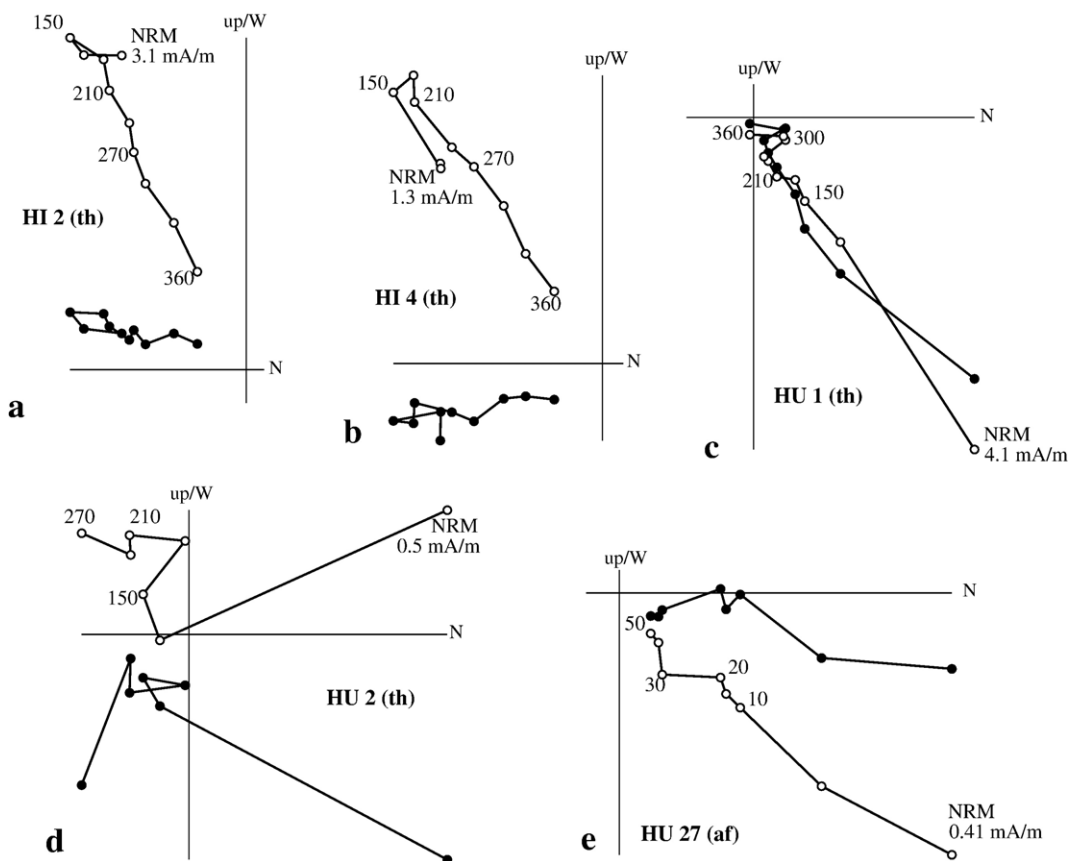 150
NRM
3.1 mA/m
up/W
210
270
HI 2 (th)
360
N
a
up/W
150
210
NRM
1.3 mA/m
270
HI 4 (th)
360
N
b
up/W
N
360
300
210
150
HU 1 (th)
NRM
4.1 mA/m
c
up/W
270
210
NRM
0.5 mA/m
150
N
HU 2 (th)
d
up/W
N
50
30
20
10
NRM
0.41 mA/m
HU 27 (af)
e